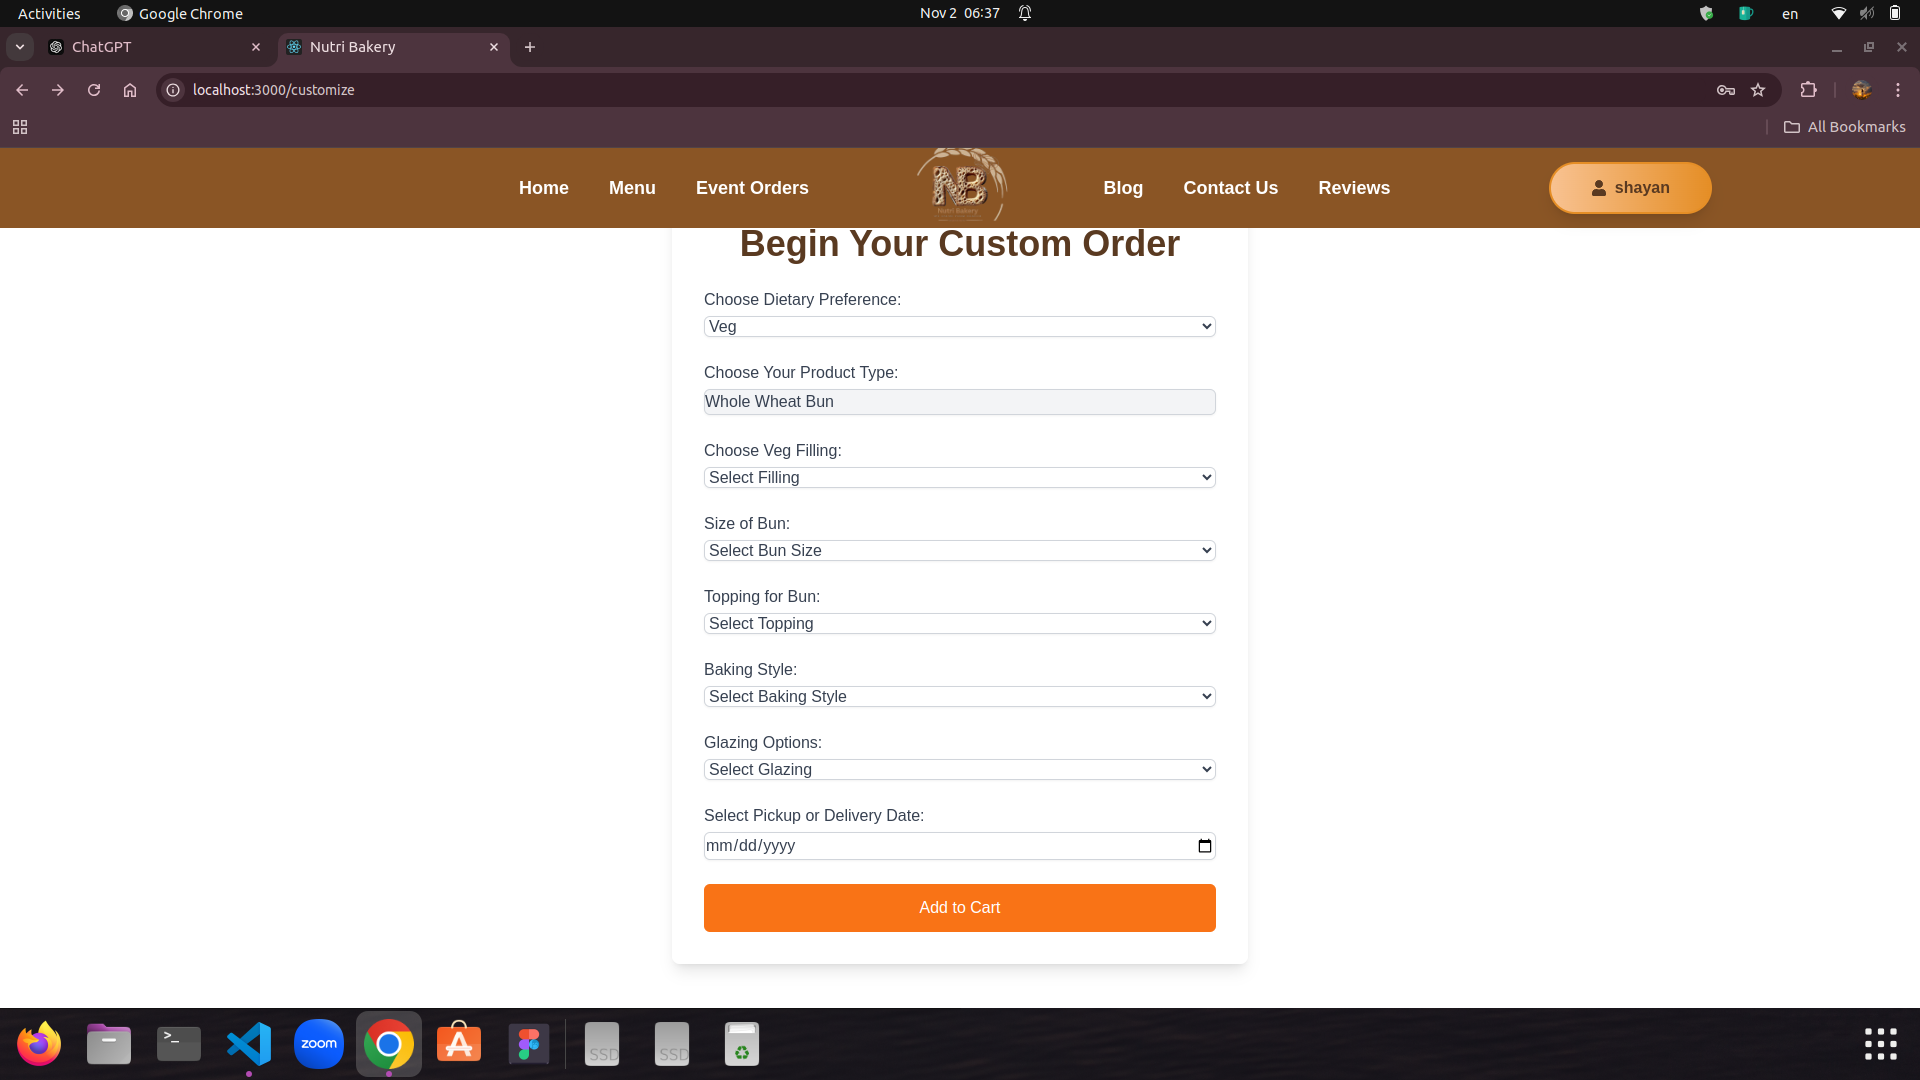 Activities
Google Chrome
Nov 2 06:37
en
ChatGPT
Nutri Bakery
localhost:3000/customize
All Bookmarks
Home
Menu
Event Orders
NB
Nutri Bakery
Blog
Contact Us
Reviews
shayan
Begin Your Custom Order
Choose Dietary Preference:
Veg
Choose Your Product Type:
Whole Wheat Bun
Choose Veg Filling:
Select Filling
Size of Bun:
Select Bun Size
Topping for Bun:
Select Topping
Baking Style:
Select Baking Style
Glazing Options:
Select Glazing
Select Pickup or Delivery Date:
mm/dd/yyyy
Add to Cart
>_
zoom
SSD
SSD